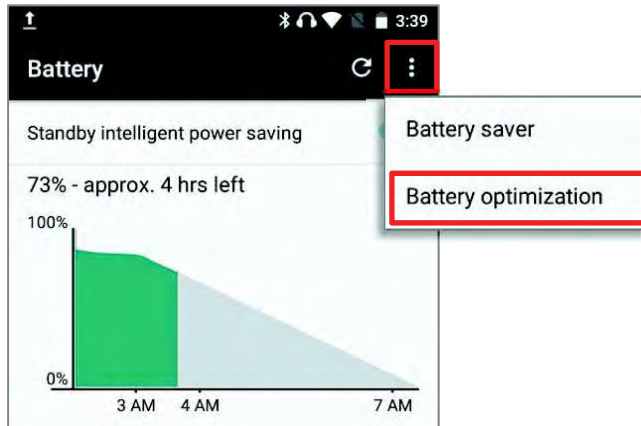 3:39
Battery
Battery saver
Standby intelligent power saving
Battery optimization
73% - approx. 4 hrs left
100%
0%
3 AM 4 AM 7 AM